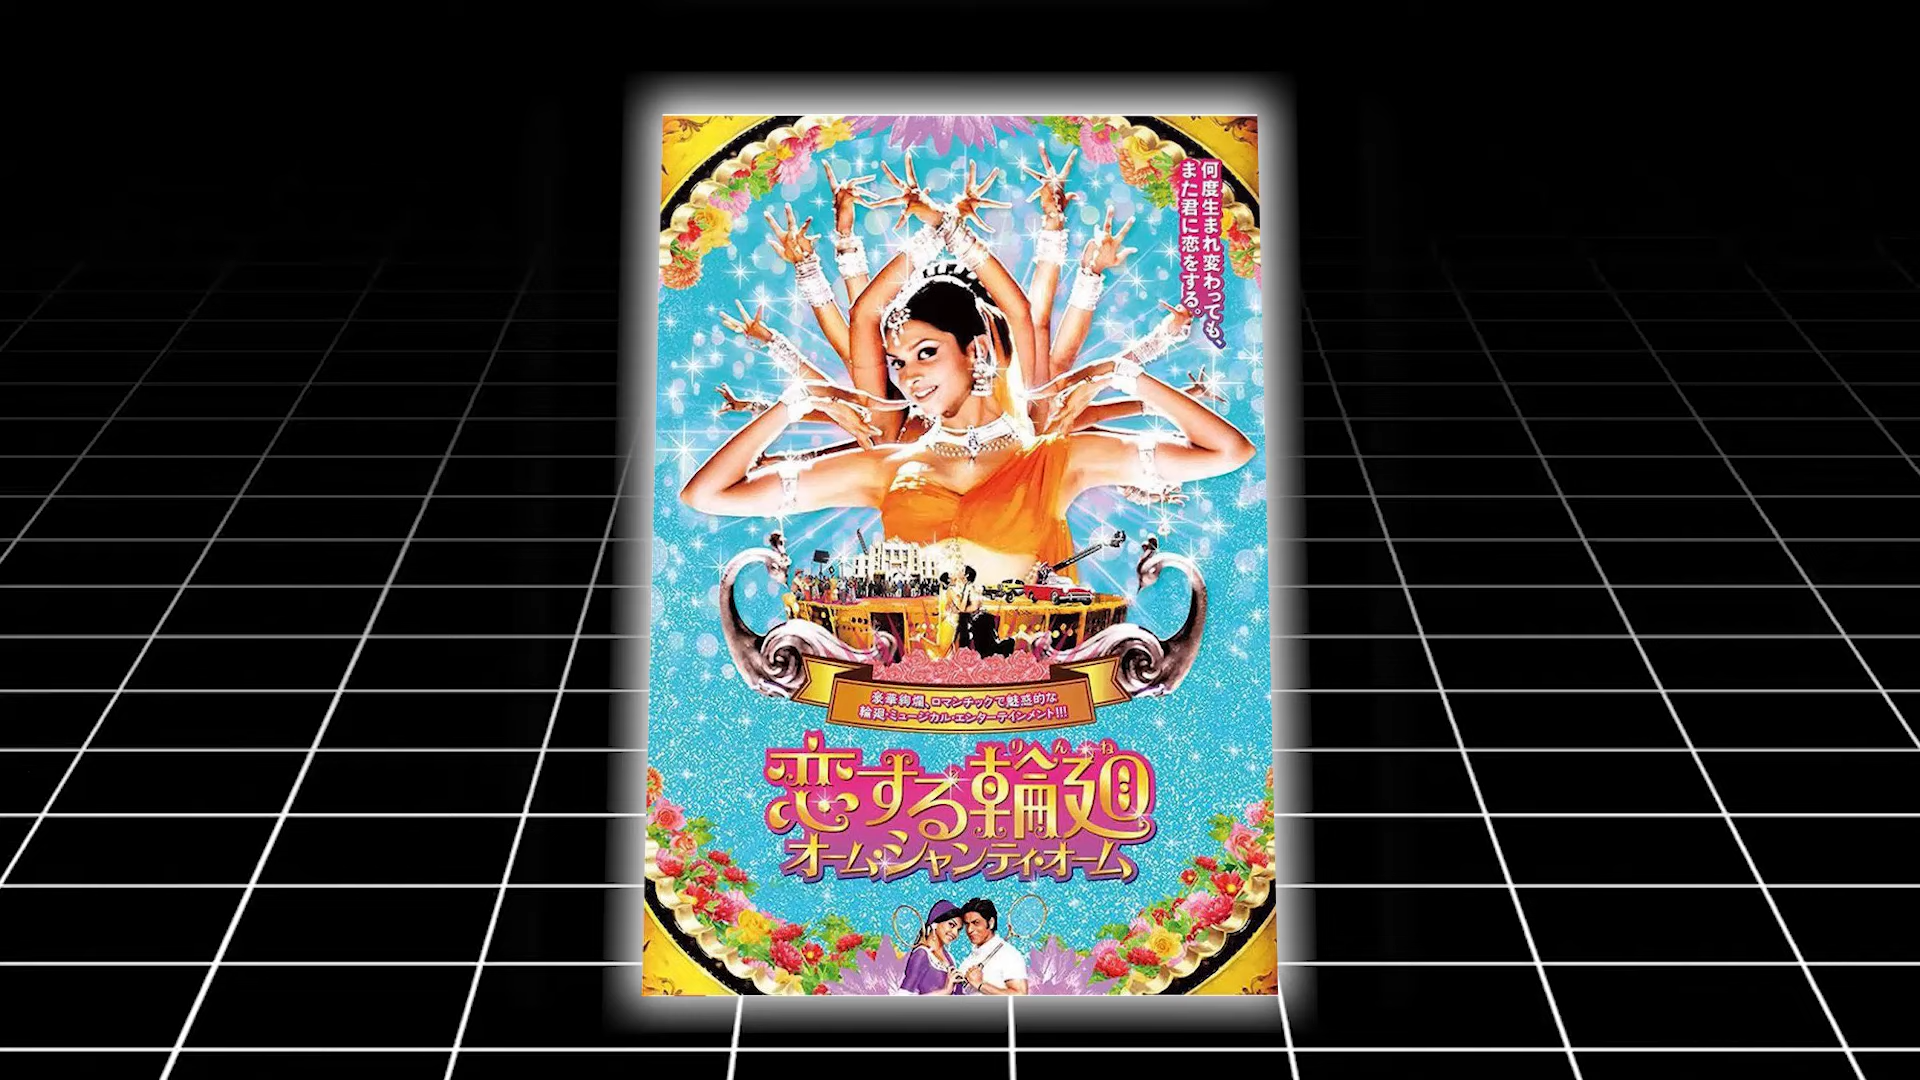 何度生まれ変わっても、
また君に恋をする。
豪華絢爛、ロマンチックで魅惑的な
輪廻・ミュージカル・エンターテインメント!!!
りんね
恋する輪廻
オーム・シャンティ・オーム